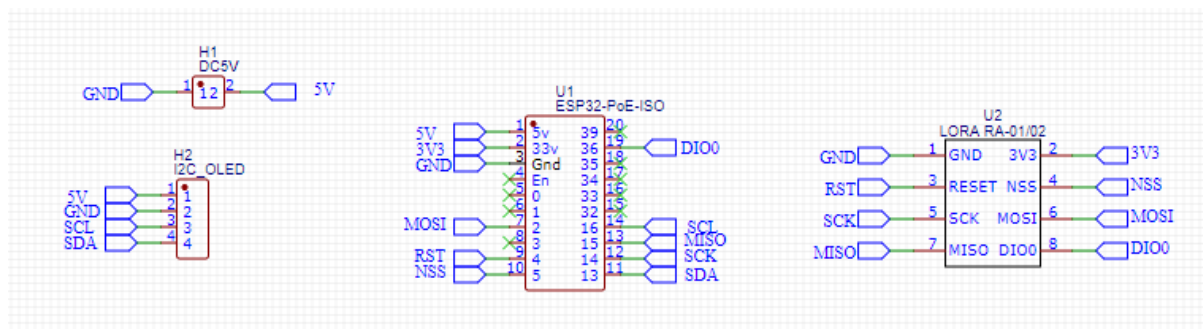 H1
DC5V
GND 1 12 2 5V
H2
I2C_OLED
5V 1 1
GND 2 2
SCL 3 3
SDA 4 4
U1
ESP32-PoE-ISO
5V 1 5v 39 20
3V3 2 33v 36 19 DIO0
GND 3 Gnd 35 18
4 En 34 17
5 0 33 16
6 1 32 15
MOSI 7 2 16 14 SCL
8 3 15 13 MISO
RST 9 4 14 12 SCK
NSS 10 5 13 11 SDA
U2
LORA RA-01/02
GND 1 GND 3V3 2 3V3
RST 3 RESET NSS 4 NSS
SCK 5 SCK MOSI 6 MOSI
MISO 7 MISO DIO0 8 DIO0